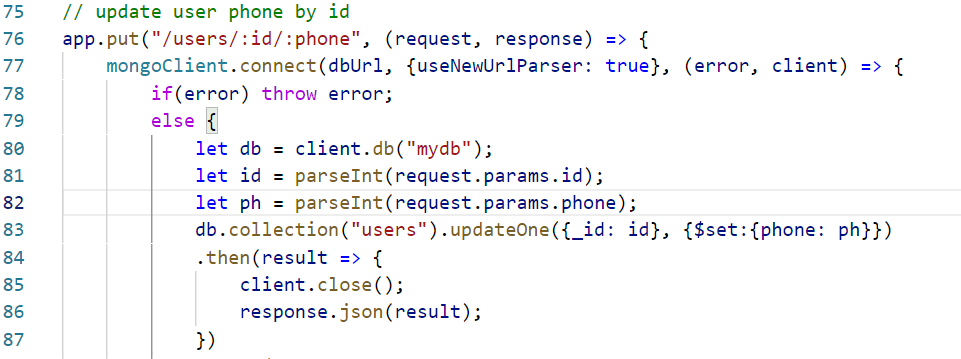 75 // update user phone by id
76 app.put("/users/:id/:phone", (request, response) => {
77 mongoClient.connect(dbUrl, {useNewUrlParser: true}, (error, client) => {
78 if(error) throw error;
79 else {
80 let db = client.db("mydb");
81 let id = parseInt(request.params.id);
82 let ph = parseInt(request.params.phone);
83 db.collection("users").updateOne({_id: id}, {$set:{phone: ph}})
84 .then(result => {
85 client.close();
86 response.json(result);
87 })